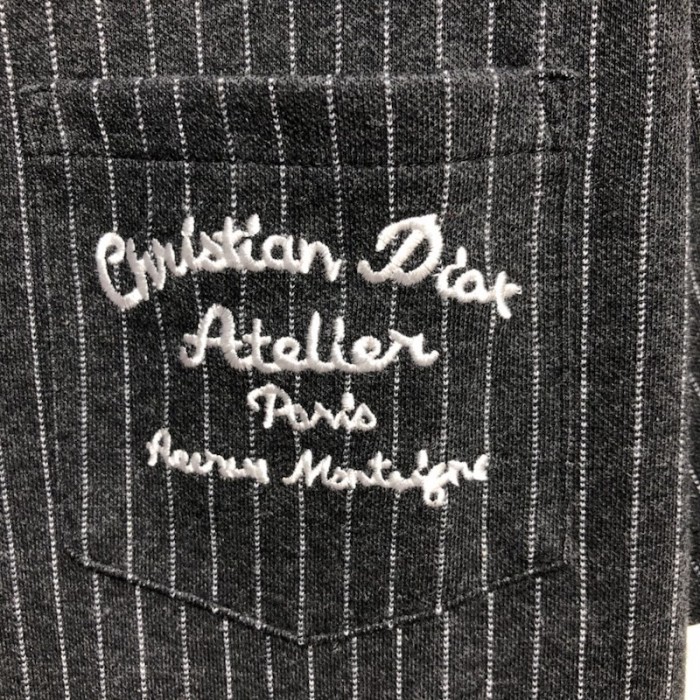 Christian Dior
Atelier
Paris
Avenue Montaigne